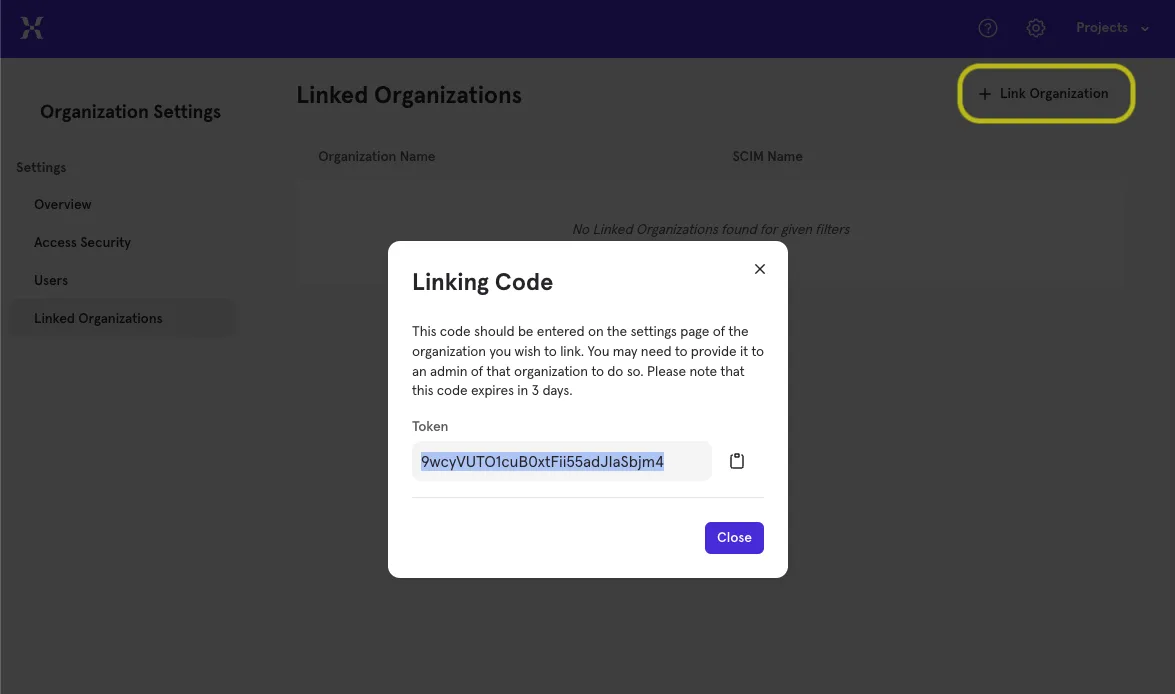 Projects
Organization Settings
Settings
Overview
Access Security
Users
Linked Organizations
Linked Organizations
+ Link Organization
Organization Name SCIM Name
No Linked Organizations found for given filters
Linking Code
This code should be entered on the settings page of the
organization you wish to link. You may need to provide it to
an admin of that organization to do so. Please note that
this code expires in 3 days.
Token
9wcyVUTO1cuB0xtFii55adJIaSbjm4
Close